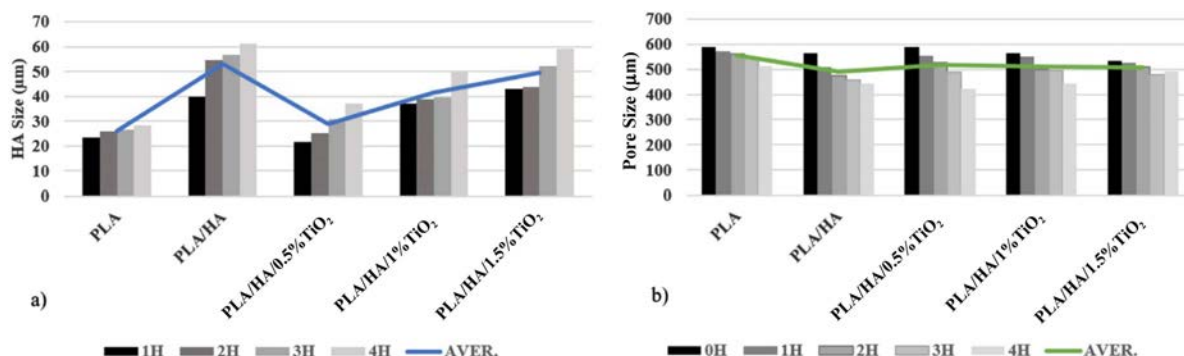 HA Size (µm)
70
60
50
40
30
20
10
0
PLA
PLA/HA
PLA/HA/0.5%TiO₂
PLA/HA/1%TiO₂
PLA/HA/1.5%TiO₂
a)
1H 2H 3H 4H AVER.
Pore Size (µm)
700
600
500
400
300
200
100
0
PLA
PLA/HA
PLA/HA/0.5%TiO₂
PLA/HA/1%TiO₂
PLA/HA/1.5%TiO₂
b)
0H 1H 2H 3H 4H AVER.